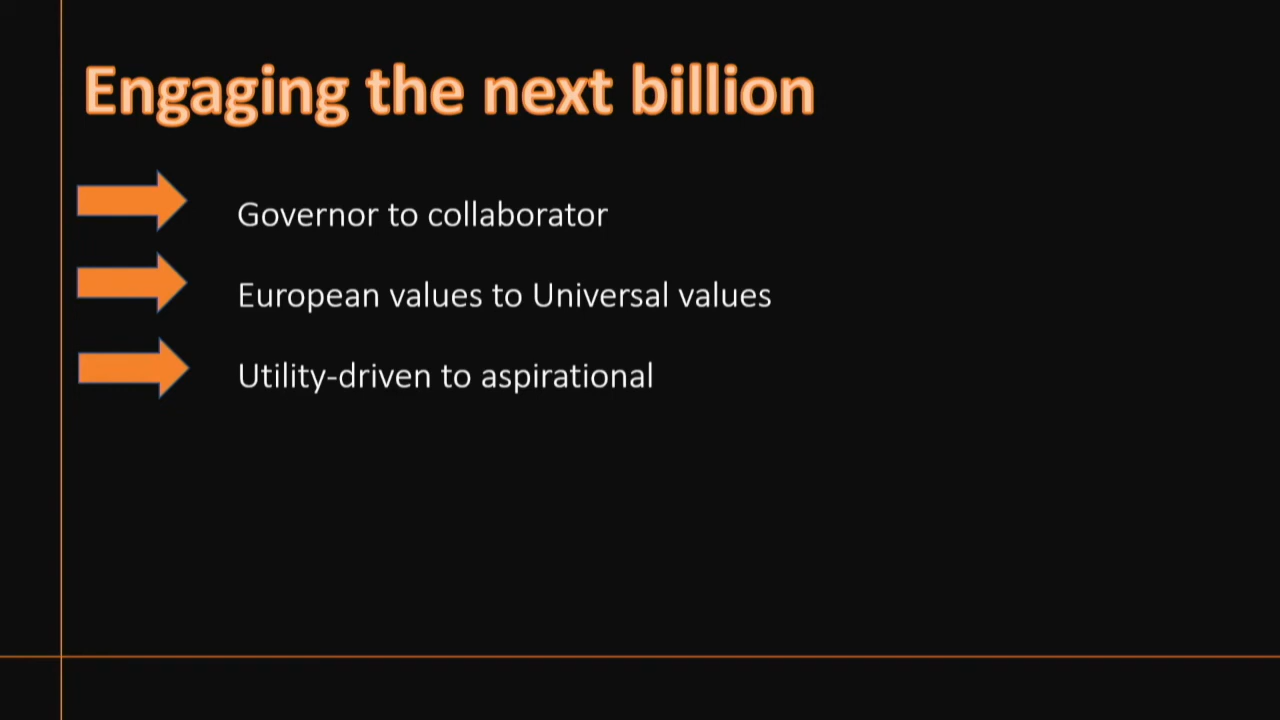 Engaging the next billion
Governor to collaborator
European values to Universal values
Utility-driven to aspirational